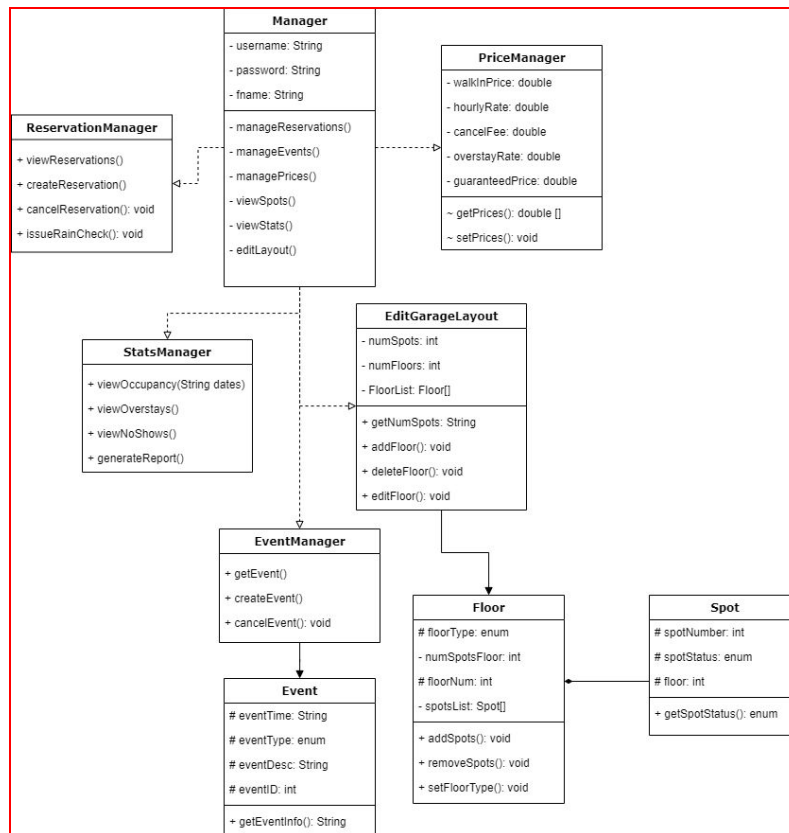 Manager
- username: String
- password: String
- fname: String
- manageReservations()
- manageEvents()
- managePrices()
- viewSpots()
- viewStats()
- editLayout()
PriceManager
- walkInPrice: double
- hourlyRate: double
- cancelFee: double
- overstayRate: double
- guaranteedPrice: double
~ getPrices(): double []
~ setPrices(): void
ReservationManager
+ viewReservations()
+ createReservation()
+ cancelReservation(): void
+ issueRainCheck(): void
StatsManager
+ viewOccupancy(String dates)
+ viewOverstays()
+ viewNoShows()
+ generateReport()
EditGarageLayout
- numSpots: int
- numFloors: int
- FloorList: Floor[]
+ getNumSpots: String
+ addFloor(): void
+ deleteFloor(): void
+ editFloor(): void
EventManager
+ getEvent()
+ createEvent()
+ cancelEvent(): void
Floor
# floorType: enum
- numSpotsFloor: int
# floorNum: int
- spotsList: Spot[]
+ addSpots(): void
+ removeSpots(): void
+ setFloorType(): void
Spot
# spotNumber: int
# spotStatus: enum
# floor: int
+ getSpotStatus(): enum
Event
# eventTime: String
# eventType: enum
# eventDesc: String
# eventID: int
+ getEventInfo(): String